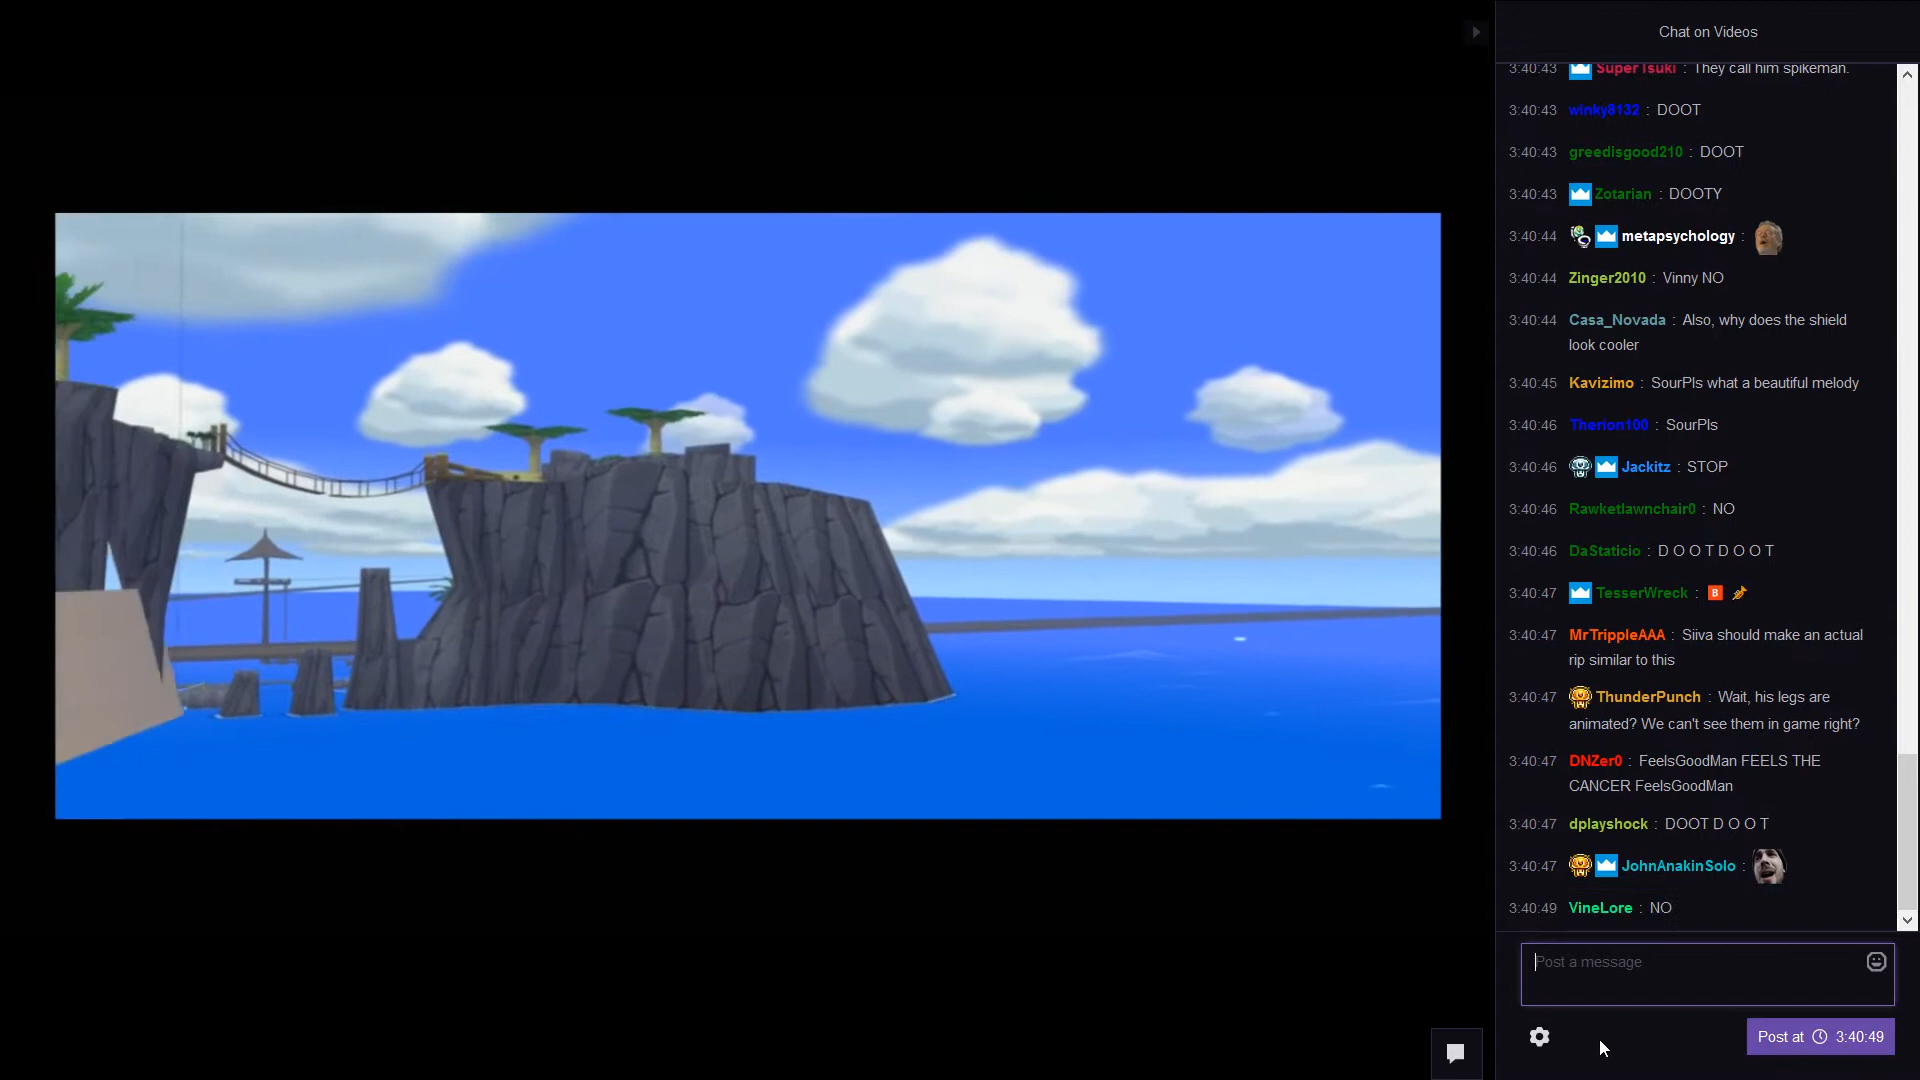 Chat on Videos
3:40:43 SuperTsuki : They call him spikeman.
3:40:43 winky8132 : DOOT
3:40:43 greedisgood210 : DOOT
3:40:43 Zotarian : DOOTY
3:40:44 metapsychology :
3:40:44 Zinger2010 : Vinny NO
3:40:44 Casa_Novada : Also, why does the shield
look cooler
3:40:45 Kavizimo : SourPls what a beautiful melody
3:40:46 Therion100 : SourPls
3:40:46 Jackitz : STOP
3:40:46 Rawketlawnchair0 : NO
3:40:46 DaStaticio : D O O T D O O T
3:40:47 TesserWreck : B
3:40:47 MrTrippleAAA : Siiva should make an actual
rip similar to this
3:40:47 ThunderPunch : Wait, his legs are
animated? We can't see them in game right?
3:40:47 DNZer0 : FeelsGoodMan FEELS THE
CANCER FeelsGoodMan
3:40:47 dplayshock : DOOT D O O T
3:40:47 JohnAnakinSolo :
3:40:49 VineLore : NO
Post a message
Post at 3:40:49